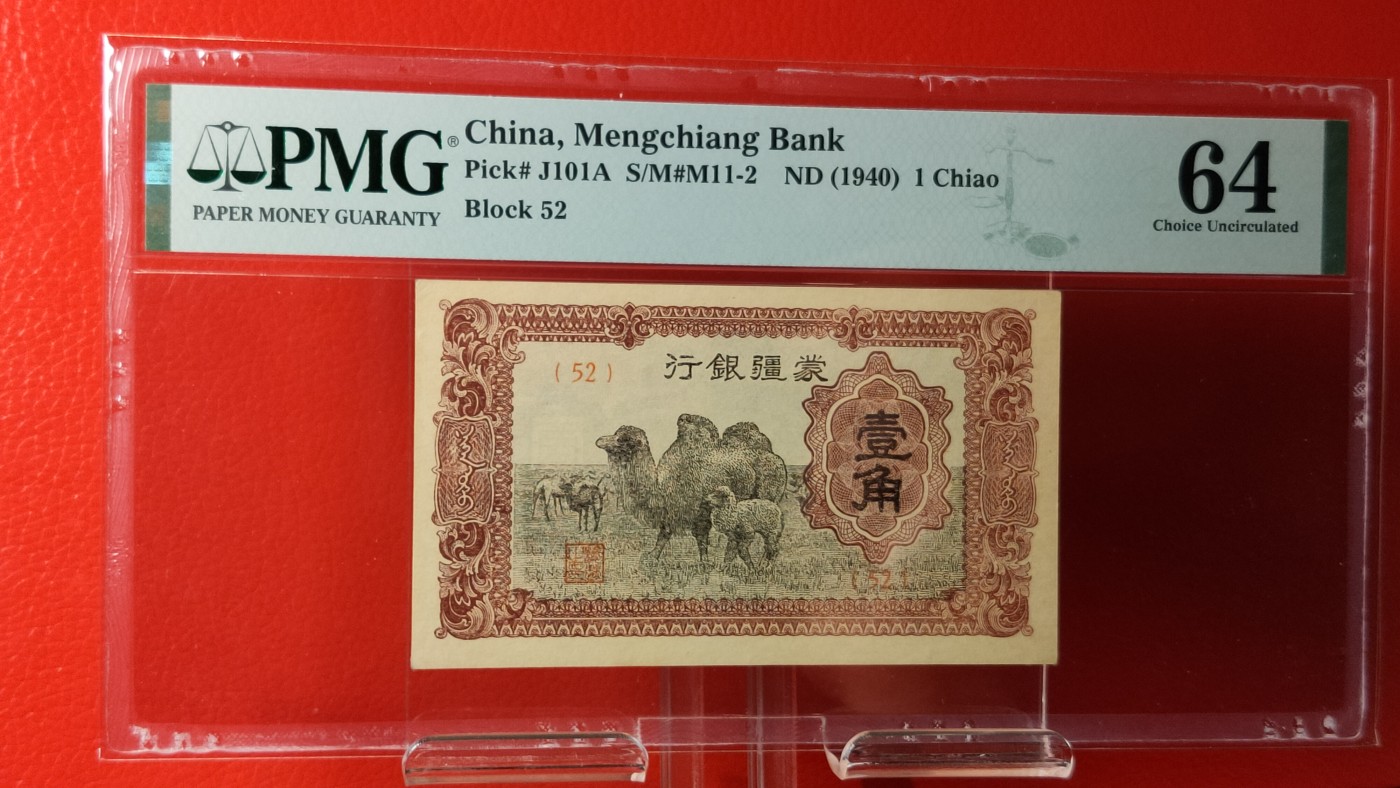 PMG®
PAPER MONEY GUARANTY
China, Mengchiang Bank
Pick# J101A S/M#M11-2 ND (1940) 1 Chiao
Block 52
64
Choice Uncirculated
行銀疆蒙
(52)
壹角
(52)